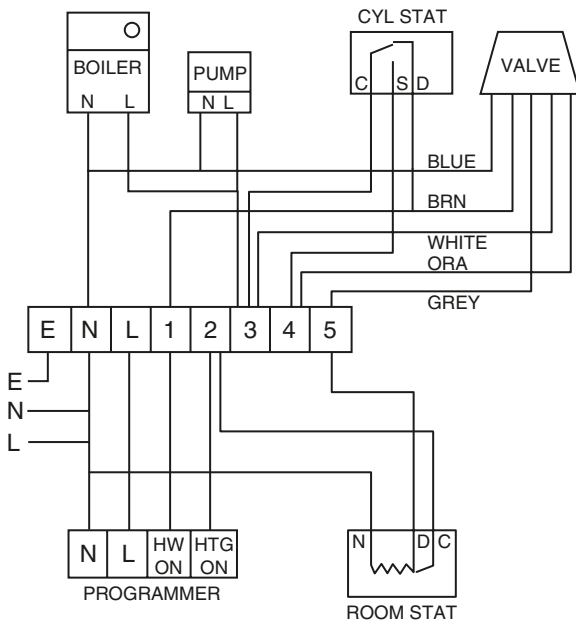 CYL STAT
BOILER
PUMP
VALVE
N L
N L
C S D
BLUE
BRN
WHITE
ORA
GREY
E N L 1 2 3 4 5
E
N
L
N L HW ON HTG ON
N D C
PROGRAMMER
ROOM STAT